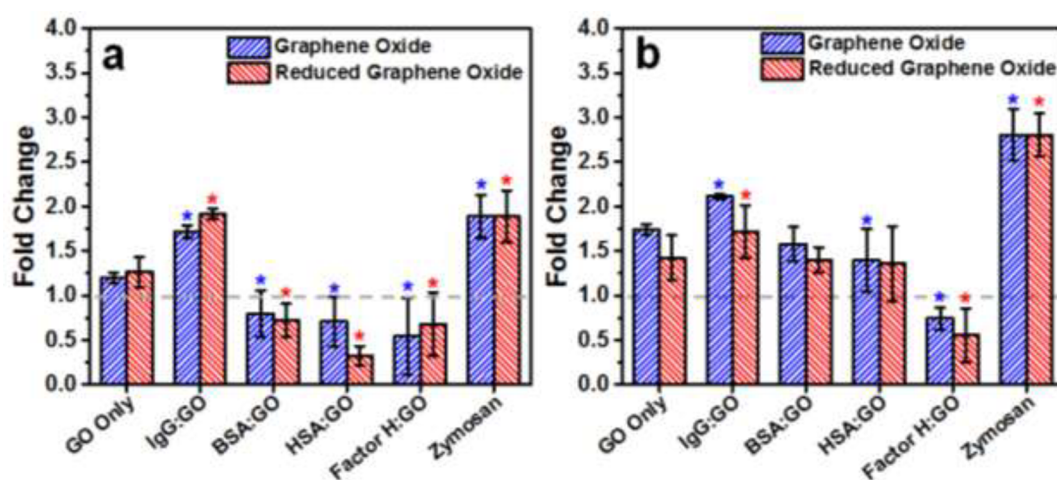 a
Graphene Oxide
Reduced Graphene Oxide
Fold Change
4.0
3.5
3.0
2.5
2.0
1.5
1.0
0.5
0.0
GO Only
IgG:GO
BSA:GO
HSA:GO
Factor H:GO
Zymosan
b
Graphene Oxide
Reduced Graphene Oxide
Fold Change
4.0
3.5
3.0
2.5
2.0
1.5
1.0
0.5
0.0
GO Only
IgG:GO
BSA:GO
HSA:GO
Factor H:GO
Zymosan